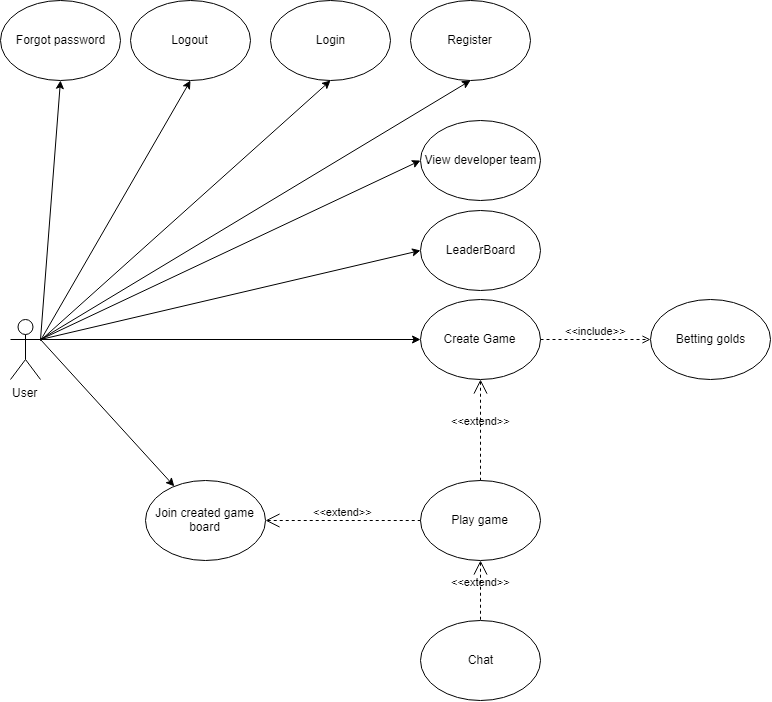 Forgot password
Logout
Login
Register
View developer team
LeaderBoard
Create Game
<<include>>
Betting golds
User
<<extend>>
Join created game
board
<<extend>>
Play game
<<extend>>
Chat